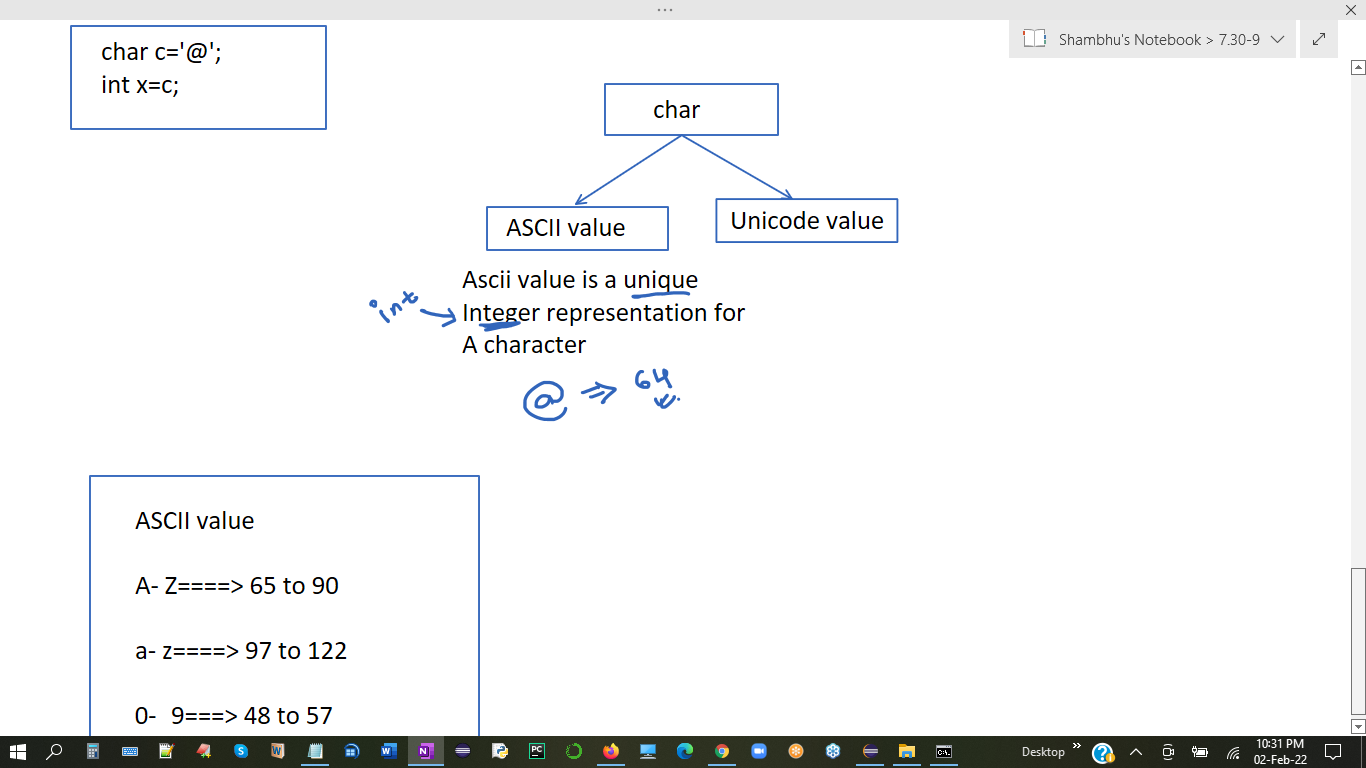 Shambhu's Notebook > 7.30-9
char c='@';
int x=c;
char
ASCII value
Unicode value
Ascii value is a unique
int
Integer representation for
A character
@ ⇒ 64
ASCII value
A- Z====> 65 to 90
a- z====> 97 to 122
0- 9===> 48 to 57
Desktop
10:31 PM
02-Feb-22